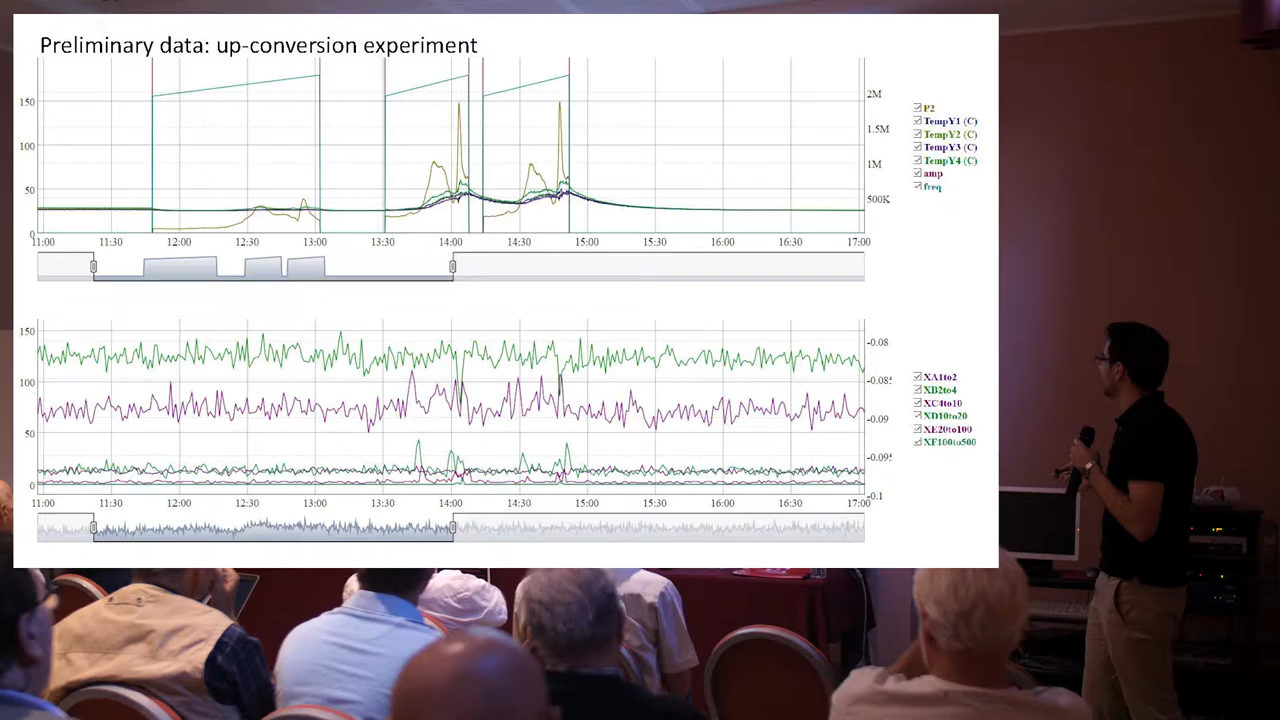 Preliminary data: up-conversion experiment
150
100
50
0
2M
1.5M
1M
500K
11:00 11:30 12:00 12:30 13:00 13:30 14:00 14:30 15:00 15:30 16:00 16:30 17:00
P2
TempY1 (C)
TempY2 (C)
TempY3 (C)
TempY4 (C)
amp
freq
150
100
50
0
-0.08
-0.085
-0.09
-0.095
-0.1
11:00 11:30 12:00 12:30 13:00 13:30 14:00 14:30 15:00 15:30 16:00 16:30 17:00
XA1to2
XB2to4
XC4to10
XD10to20
XE20to100
XF100to500